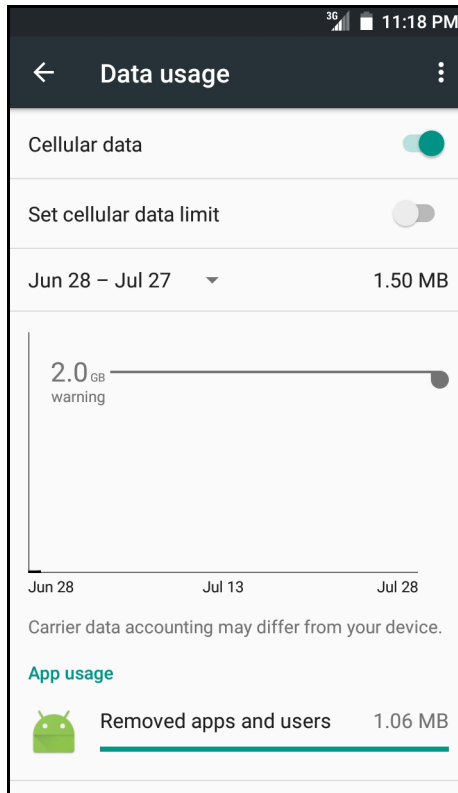 3G 11:18 PM
Data usage
Cellular data
Set cellular data limit
Jun 28 – Jul 27 1.50 MB
2.0 GB
warning
Jun 28 Jul 13 Jul 28
Carrier data accounting may differ from your device.
App usage
Removed apps and users 1.06 MB